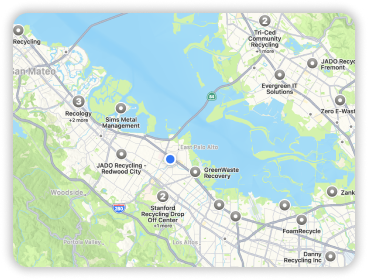 2
Tri-Ced
Community
Recycling
+1 more
Recycling
JADO Recyc
Fremont
San Mateo
Evergreen IT
Solutions
3
Recology
+2 more
Sims Metal
Management
Zero E-Wast
East Palo Alto
JADO Recycling -
Redwood City
GreenWaste
Recovery
Woodside
2
Stanford
Recycling Drop
Off Center
+1 more
280
Zank
FoamRecycle
Portola Valley
Los Altos
Danny
Recycling Inc